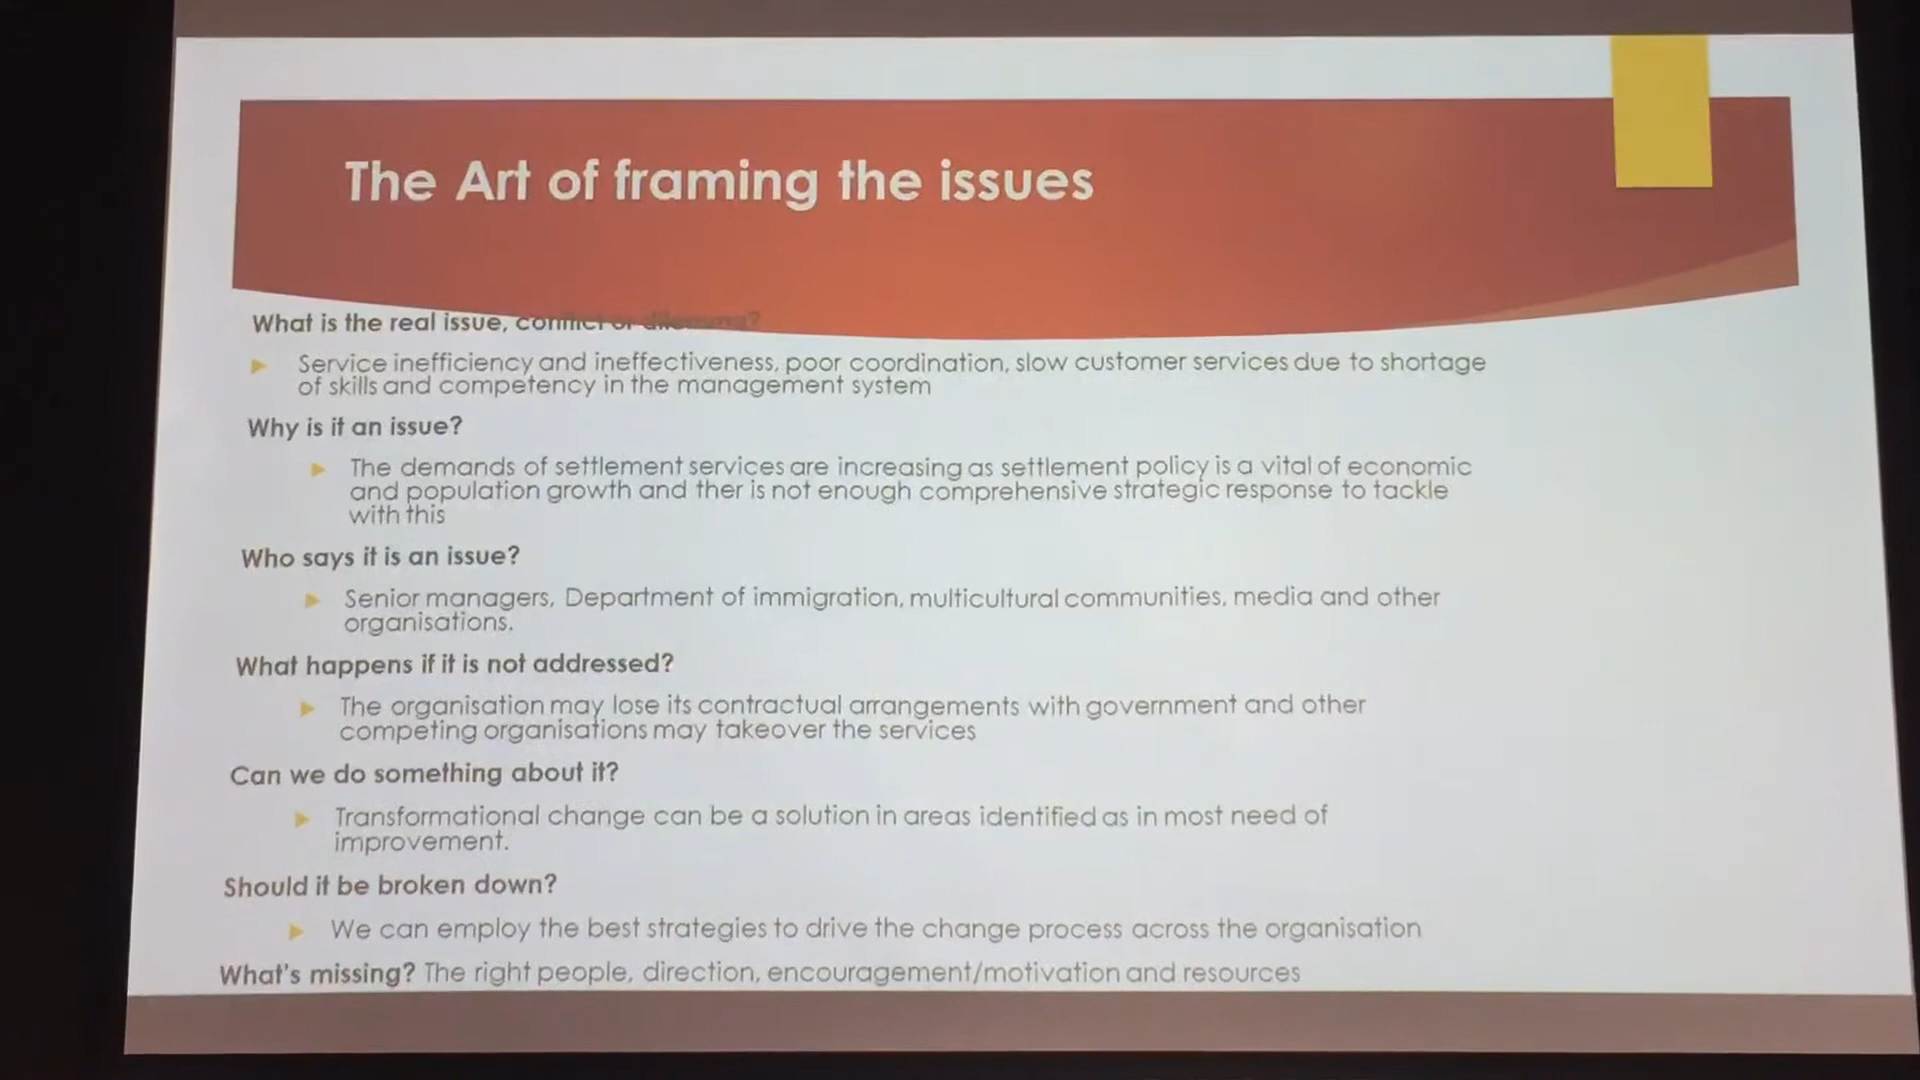 The Art of framing the issues
What is the real issue, conflict or dilemma?
Service inefficiency and ineffectiveness, poor coordination, slow customer services due to shortage
of skills and competency in the management system
Why is it an issue?
The demands of settlement services are increasing as settlement policy is a vital of economic
and population growth and ther is not enough comprehensive strategic response to tackle
with this
Who says it is an issue?
Senior managers, Department of immigration, multicultural communities, media and other
organisations.
What happens if it is not addressed?
The organisation may lose its contractual arrangements with government and other
competing organisations may takeover the services
Can we do something about it?
Transformational change can be a solution in areas identified as in most need of
improvement.
Should it be broken down?
We can employ the best strategies to drive the change process across the organisation
What's missing? The right people, direction, encouragement/motivation and resources